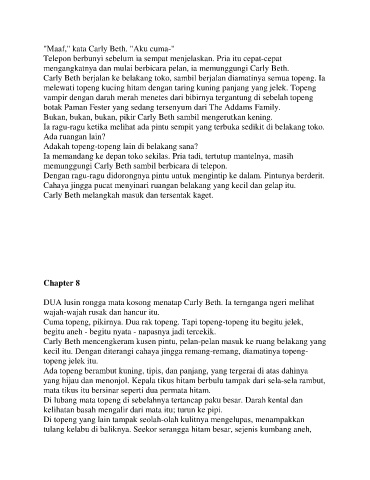 "Maaf," kata Carly Beth. "Aku cuma-"
Telepon berbunyi sebelum ia sempat menjelaskan. Pria itu cepat-cepat
mengangkatnya dan mulai berbicara pelan, ia memunggungi Carly Beth.
Carly Beth berjalan ke belakang toko, sambil berjalan diamatinya semua topeng. Ia
melewati topeng kucing hitam dengan taring kuning panjang yang jelek. Topeng
vampir dengan darah merah menetes dari bibirnya tergantung di sebelah topeng
botak Paman Fester yang sedang tersenyum dari The Addams Family.
Bukan, bukan, bukan, pikir Carly Beth sambil mengerutkan kening.
Ia ragu-ragu ketika melihat ada pintu sempit yang terbuka sedikit di belakang toko.
Ada ruangan lain?
Adakah topeng-topeng lain di belakang sana?
Ia memandang ke depan toko sekilas. Pria tadi, tertutup mantelnya, masih
memunggungi Carly Beth sambil berbicara di telepon.
Dengan ragu-ragu didorongnya pintu untuk mengintip ke dalam. Pintunya berderit.
Cahaya jingga pucat menyinari ruangan belakang yang kecil dan gelap itu.
Carly Beth melangkah masuk dan tersentak kaget.
Chapter 8
DUA lusin rongga mata kosong menatap Carly Beth. Ia ternganga ngeri melihat
wajah-wajah rusak dan hancur itu.
Cuma topeng, pikirnya. Dua rak topeng. Tapi topeng-topeng itu begitu jelek,
begitu aneh - begitu nyata - napasnya jadi tercekik.
Carly Beth mencengkeram kusen pintu, pelan-pelan masuk ke ruang belakang yang
kecil itu. Dengan diterangi cahaya jingga remang-remang, diamatinya topeng-
topeng jelek itu.
Ada topeng berambut kuning, tipis, dan panjang, yang tergerai di atas dahinya
yang hijau dan menonjol. Kepala tikus hitam berbulu tampak dari sela-sela rambut,
mata tikus itu bersinar seperti dua permata hitam.
Di lubang mata topeng di sebelahnya tertancap paku besar. Darah kental dan
kelihatan basah mengalir dari mata itu; turun ke pipi.
Di topeng yang lain tampak seolah-olah kulitnya mengelupas, menampakkan
tulang kelabu di baliknya. Seekor serangga hitam besar, sejenis kumbang aneh,